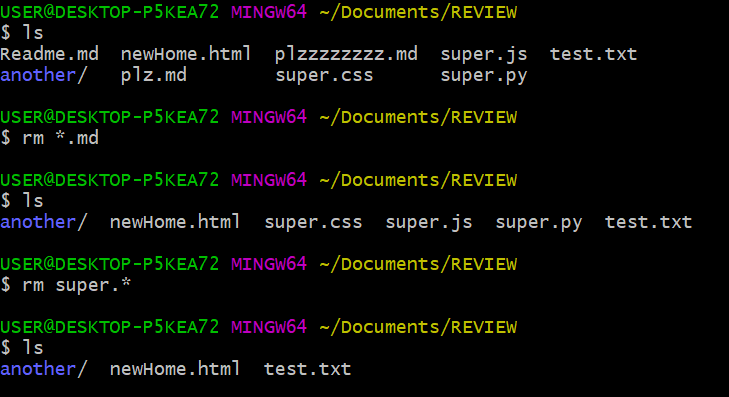 USER@DESKTOP-P5KEA72 MINGW64 ~/Documents/REVIEW
$ ls
Readme.md  newHome.html  plzzzzzzzz.md  super.js  test.txt
another/   plz.md        super.css      super.py
USER@DESKTOP-P5KEA72 MINGW64 ~/Documents/REVIEW
$ rm *.md
USER@DESKTOP-P5KEA72 MINGW64 ~/Documents/REVIEW
$ ls
another/  newHome.html  super.css  super.js  super.py  test.txt
USER@DESKTOP-P5KEA72 MINGW64 ~/Documents/REVIEW
$ rm super.*
USER@DESKTOP-P5KEA72 MINGW64 ~/Documents/REVIEW
$ ls
another/  newHome.html  test.txt